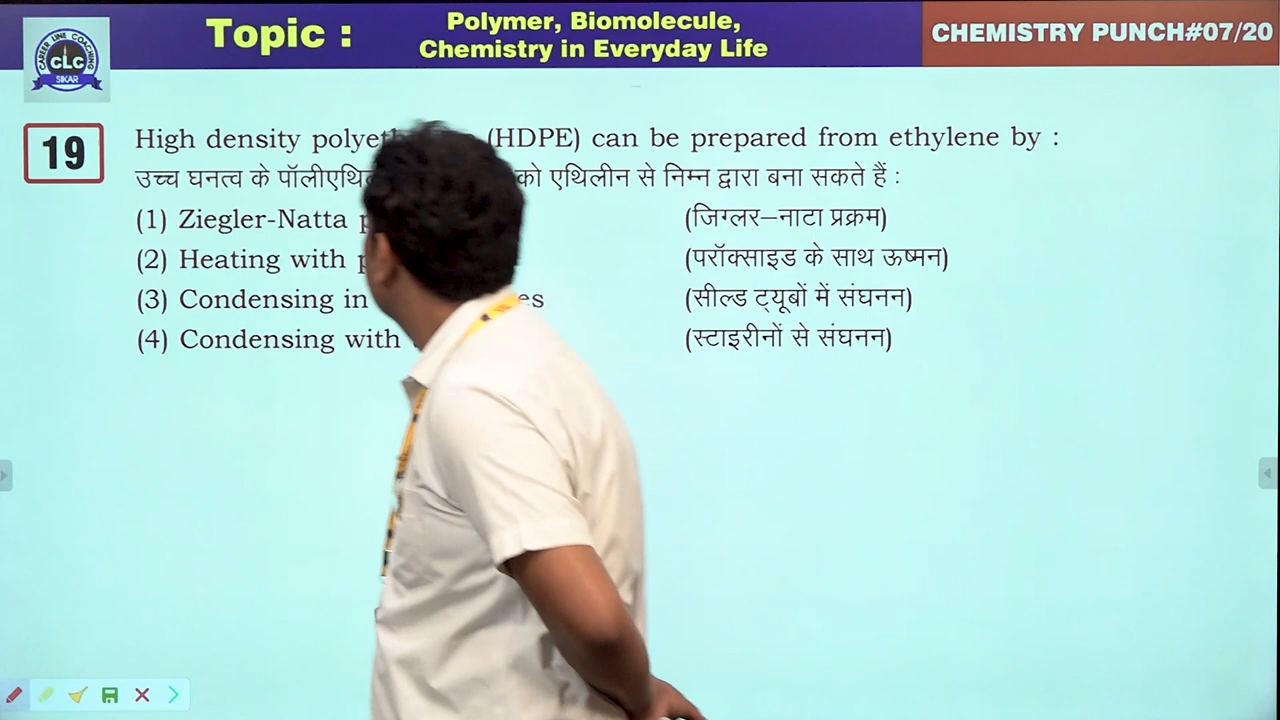 Topic :
Polymer, Biomolecule,
Chemistry in Everyday Life
CHEMISTRY PUNCH#07/20
CAREER LINE COACHING
CLC
SIKAR
19
High density (HDPE) can be prepared from ethylene by :
उच्च घनत्व के को एथिलीन से निम्न द्वारा बना सकते हैं :
(1) Ziegler-Natta (जिग्लर–नाटा प्रक्रम)
(2) Heating with (परॉक्साइड के साथ ऊष्मन)
(3) Condensing in (सील्ड ट्यूबों में संघनन)
(4) Condensing with (स्टाइरीनों से संघनन)